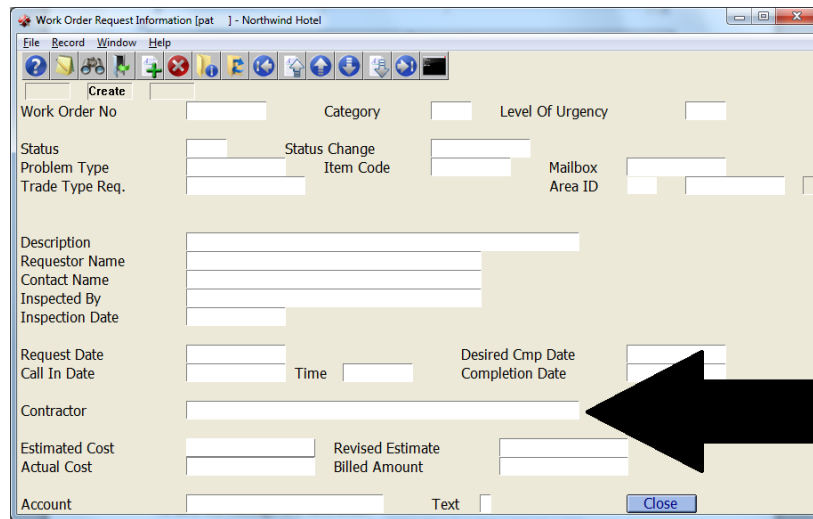 Work Order Request Information [pat ] - Northwind Hotel
File Record Window Help
Create
Work Order No Category Level Of Urgency
Status Status Change
Problem Type Item Code Mailbox
Trade Type Req. Area ID
Description
Requestor Name
Contact Name
Inspected By
Inspection Date
Request Date Desired Cmp Date
Call In Date Time Completion Date
Contractor
Estimated Cost Revised Estimate
Actual Cost Billed Amount
Account Text Close